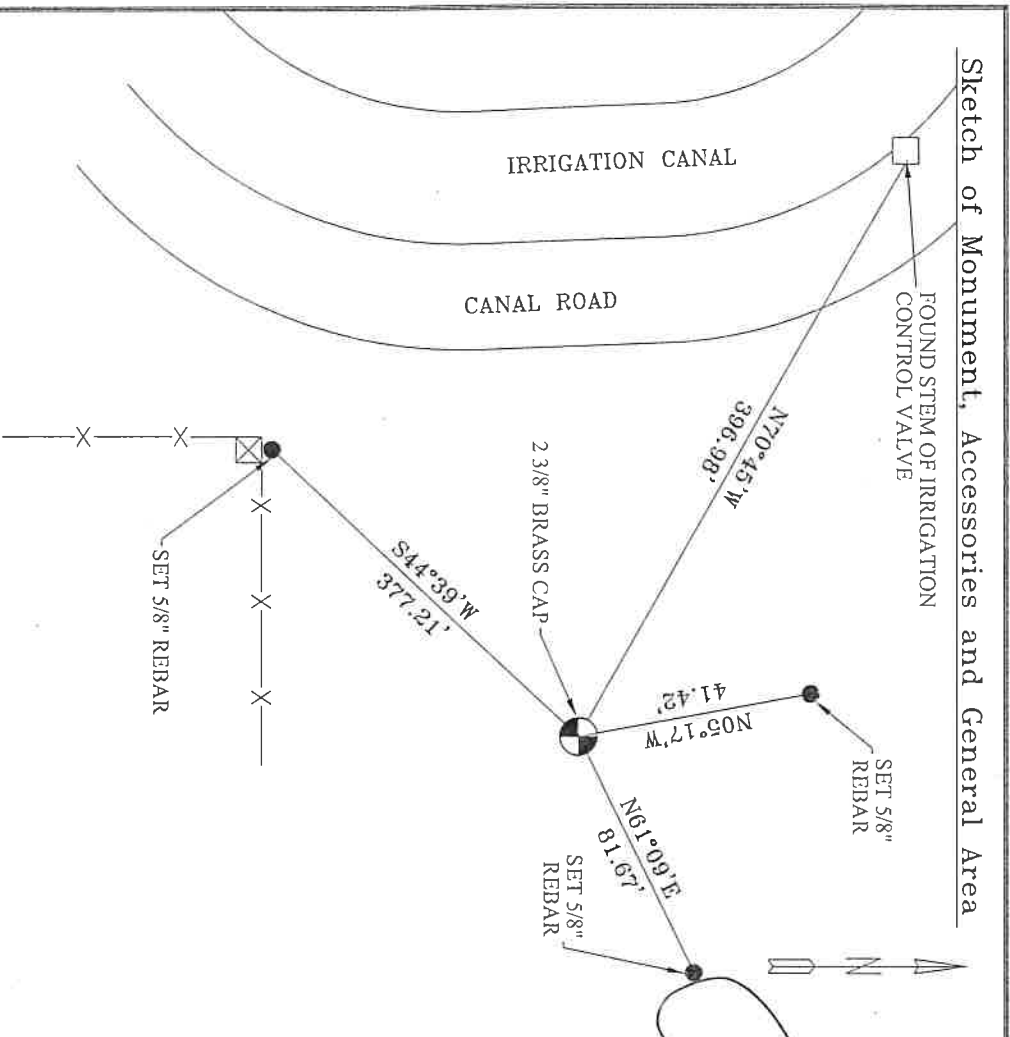 Sketch of Monument, Accessories and General Area
FOUND STEM OF IRRIGATION
CONTROL VALVE
IRRIGATION CANAL
CANAL ROAD
N70°45'W
396.98'
2 3/8" BRASS CAP
41.42'
N05°17'W
SET 5/8"
REBAR
N61°09'E
81.67'
SET 5/8"
REBAR
N
S44°39'W
377.21'
SET 5/8" REBAR
X
X
X
X
X